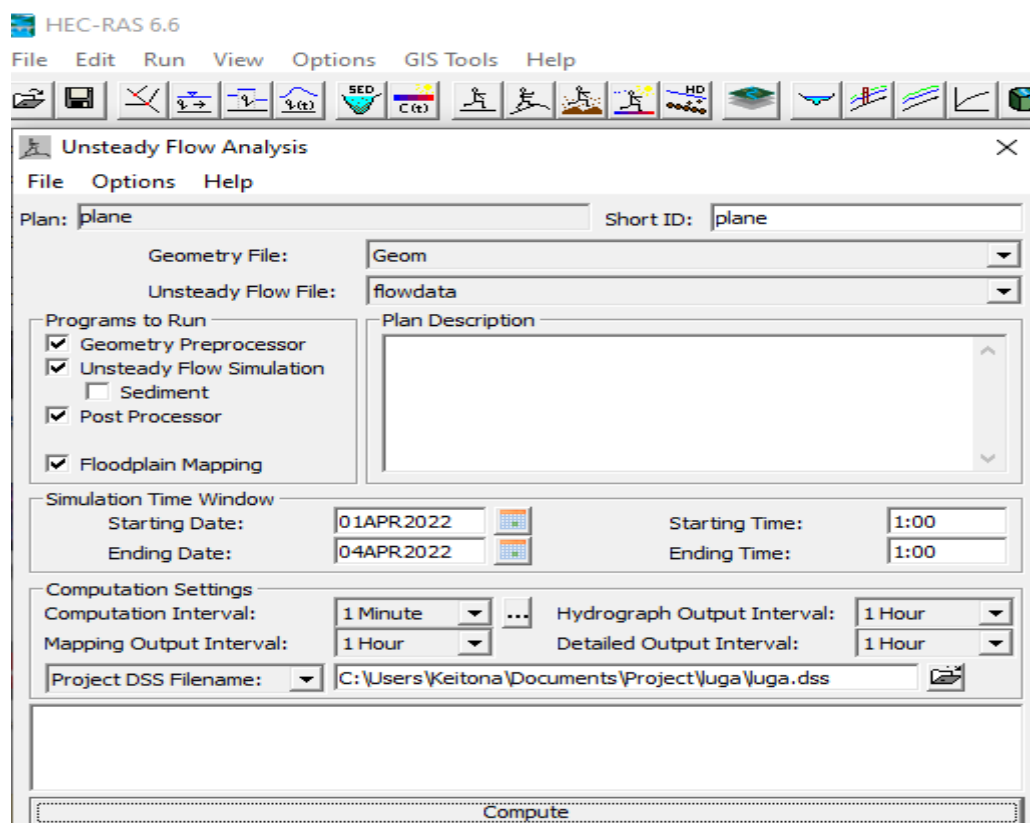 HEC-RAS 6.6
File Edit Run View Options GIS Tools Help
SED C(t) HD
Unsteady Flow Analysis
File Options Help
Plan: plane Short ID: plane
Geometry File: Geom
Unsteady Flow File: flowdata
Programs to Run Plan Description
Geometry Preprocessor
Unsteady Flow Simulation
Sediment
Post Processor
Floodplain Mapping
Simulation Time Window
Starting Date: 01APR2022 Starting Time: 1:00
Ending Date: 04APR2022 Ending Time: 1:00
Computation Settings
Computation Interval: 1 Minute ... Hydrograph Output Interval: 1 Hour
Mapping Output Interval: 1 Hour Detailed Output Interval: 1 Hour
Project DSS Filename: C:\Users\Keitona\Documents\Project\luga\luga.dss
Compute